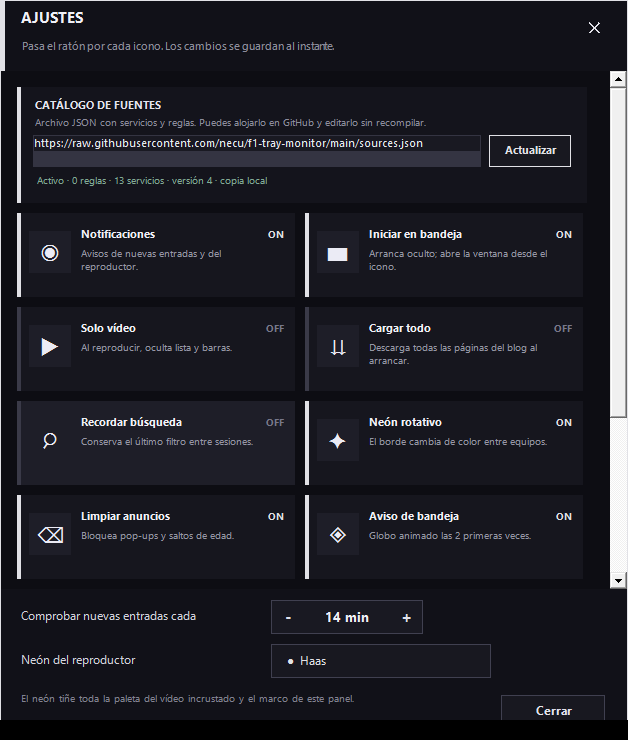 AJUSTES
Pasa el ratón por cada icono. Los cambios se guardan al instante.
CATÁLOGO DE FUENTES
Archivo JSON con servicios y reglas. Puedes alojarlo en GitHub y editarlo sin recompilar.
https://raw.githubusercontent.com/necu/f1-tray-monitor/main/sources.json
Actualizar
Activo · 0 reglas · 13 servicios · versión 4 · copia local
Notificaciones ON
Avisos de nuevas entradas y del
reproductor.
Iniciar en bandeja ON
Arranca oculto; abre la ventana desde el
icono.
Solo vídeo OFF
Al reproducir, oculta lista y barras.
Cargar todo OFF
Descarga todas las páginas del blog al
arrancar.
Recordar búsqueda OFF
Conserva el último filtro entre sesiones.
Neón rotativo ON
El borde cambia de color entre equipos.
Limpiar anuncios ON
Bloquea pop-ups y saltos de edad.
Aviso de bandeja ON
Globo animado las 2 primeras veces.
Comprobar nuevas entradas cada - 14 min +
Neón del reproductor ● Haas
El neón tiñe toda la paleta del vídeo incrustado y el marco de este panel.
Cerrar